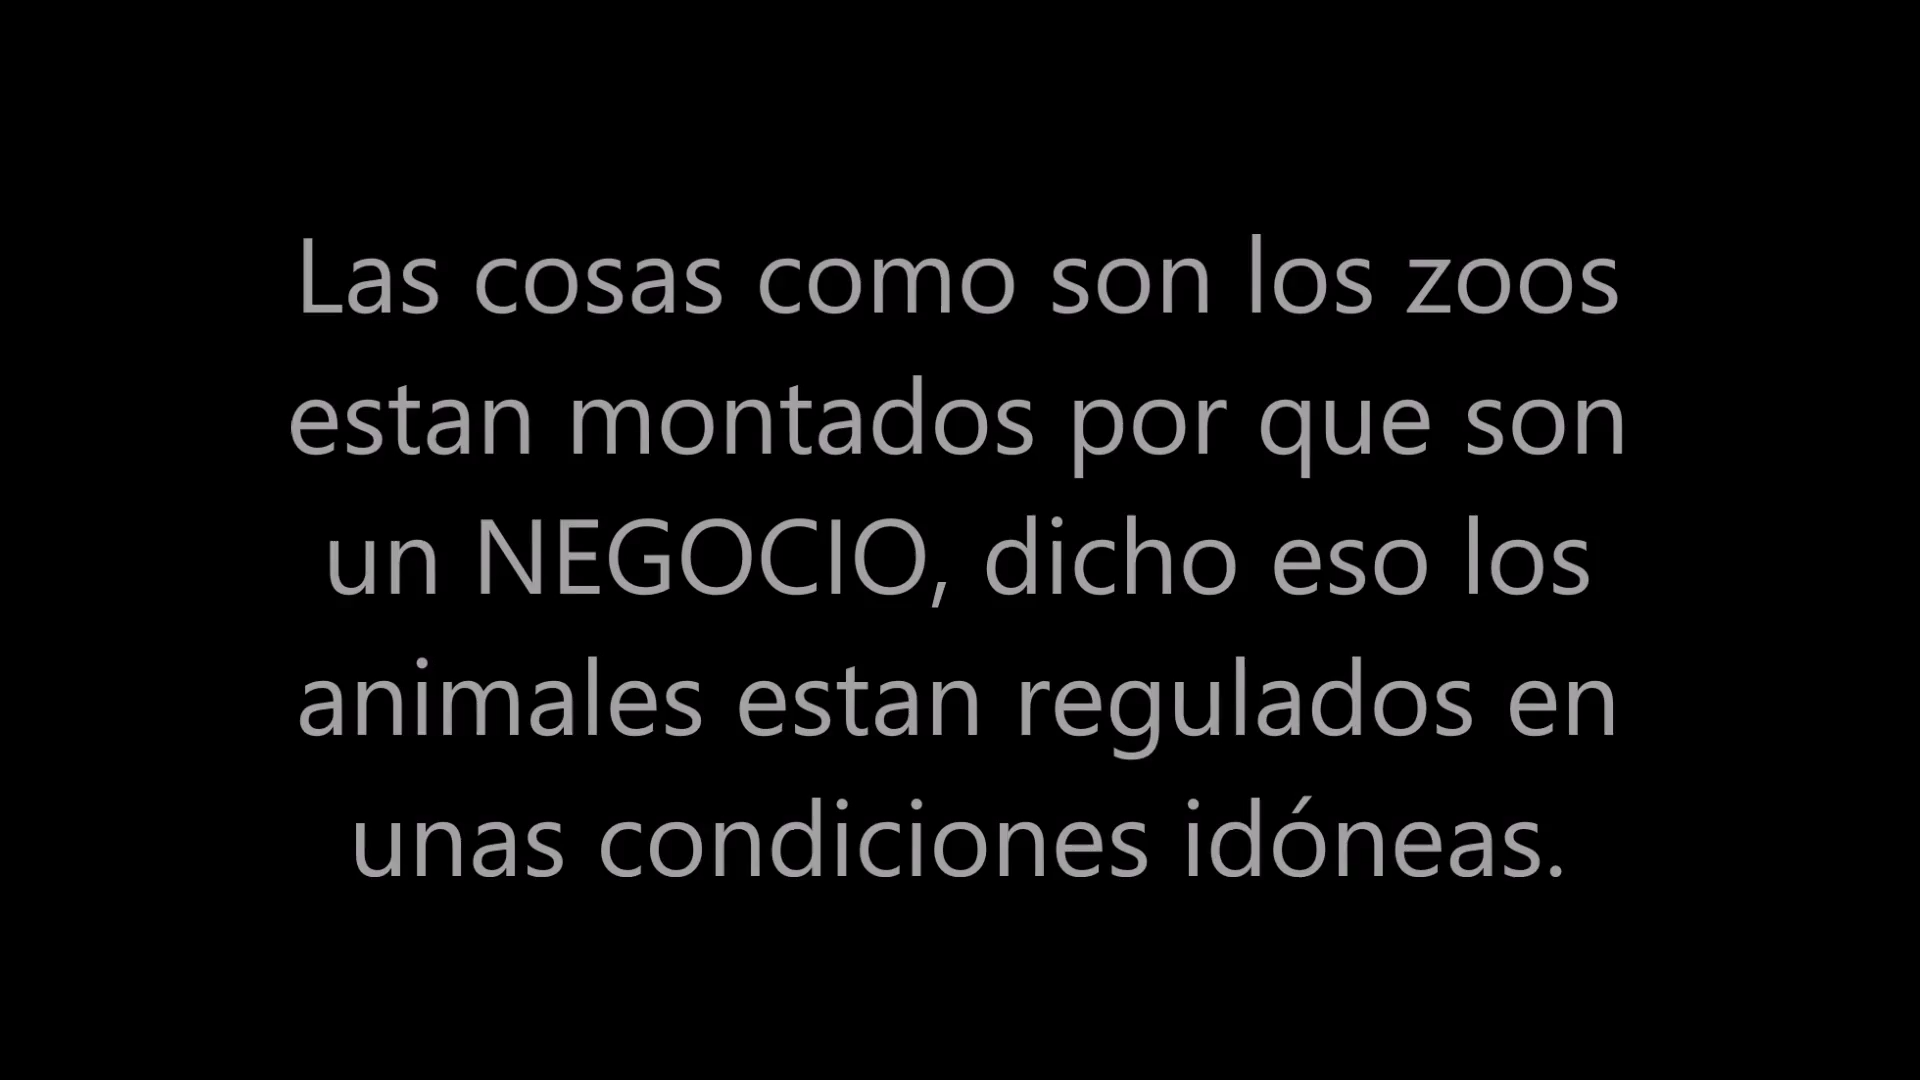 Las cosas como son los zoos
estan montados por que son
un NEGOCIO, dicho eso los
animales estan regulados en
unas condiciones idóneas.